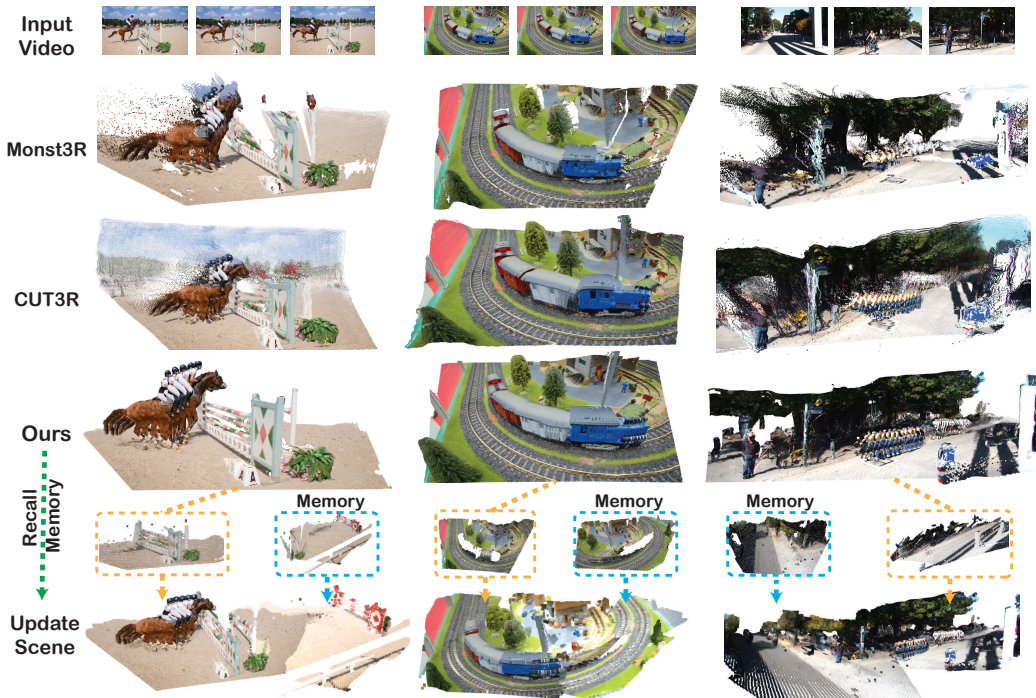 Input
Video
Monst3R
CUT3R
Ours
Recall
Memory
Memory
Memory
Memory
Update
Scene